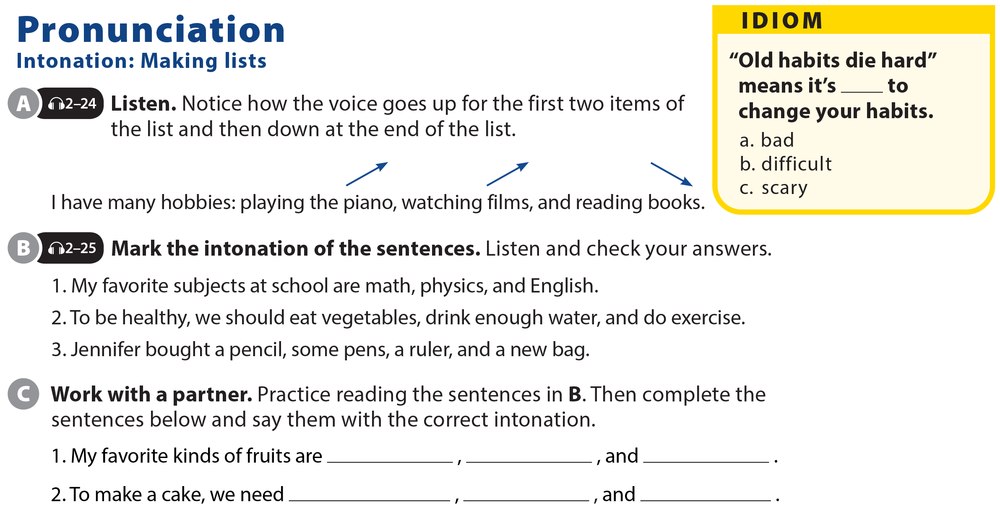 Pronunciation
Intonation: Making lists
A 2–24 Listen. Notice how the voice goes up for the first two items of
the list and then down at the end of the list.
I have many hobbies: playing the piano, watching films, and reading books.
IDIOM
“Old habits die hard”
means it’s ____ to
change your habits.
a. bad
b. difficult
c. scary
B 2–25 Mark the intonation of the sentences. Listen and check your answers.
1. My favorite subjects at school are math, physics, and English.
2. To be healthy, we should eat vegetables, drink enough water, and do exercise.
3. Jennifer bought a pencil, some pens, a ruler, and a new bag.
C Work with a partner. Practice reading the sentences in B. Then complete the
sentences below and say them with the correct intonation.
1. My favorite kinds of fruits are ____________ , ____________ , and ____________ .
2. To make a cake, we need ____________ , ____________ , and ____________ .